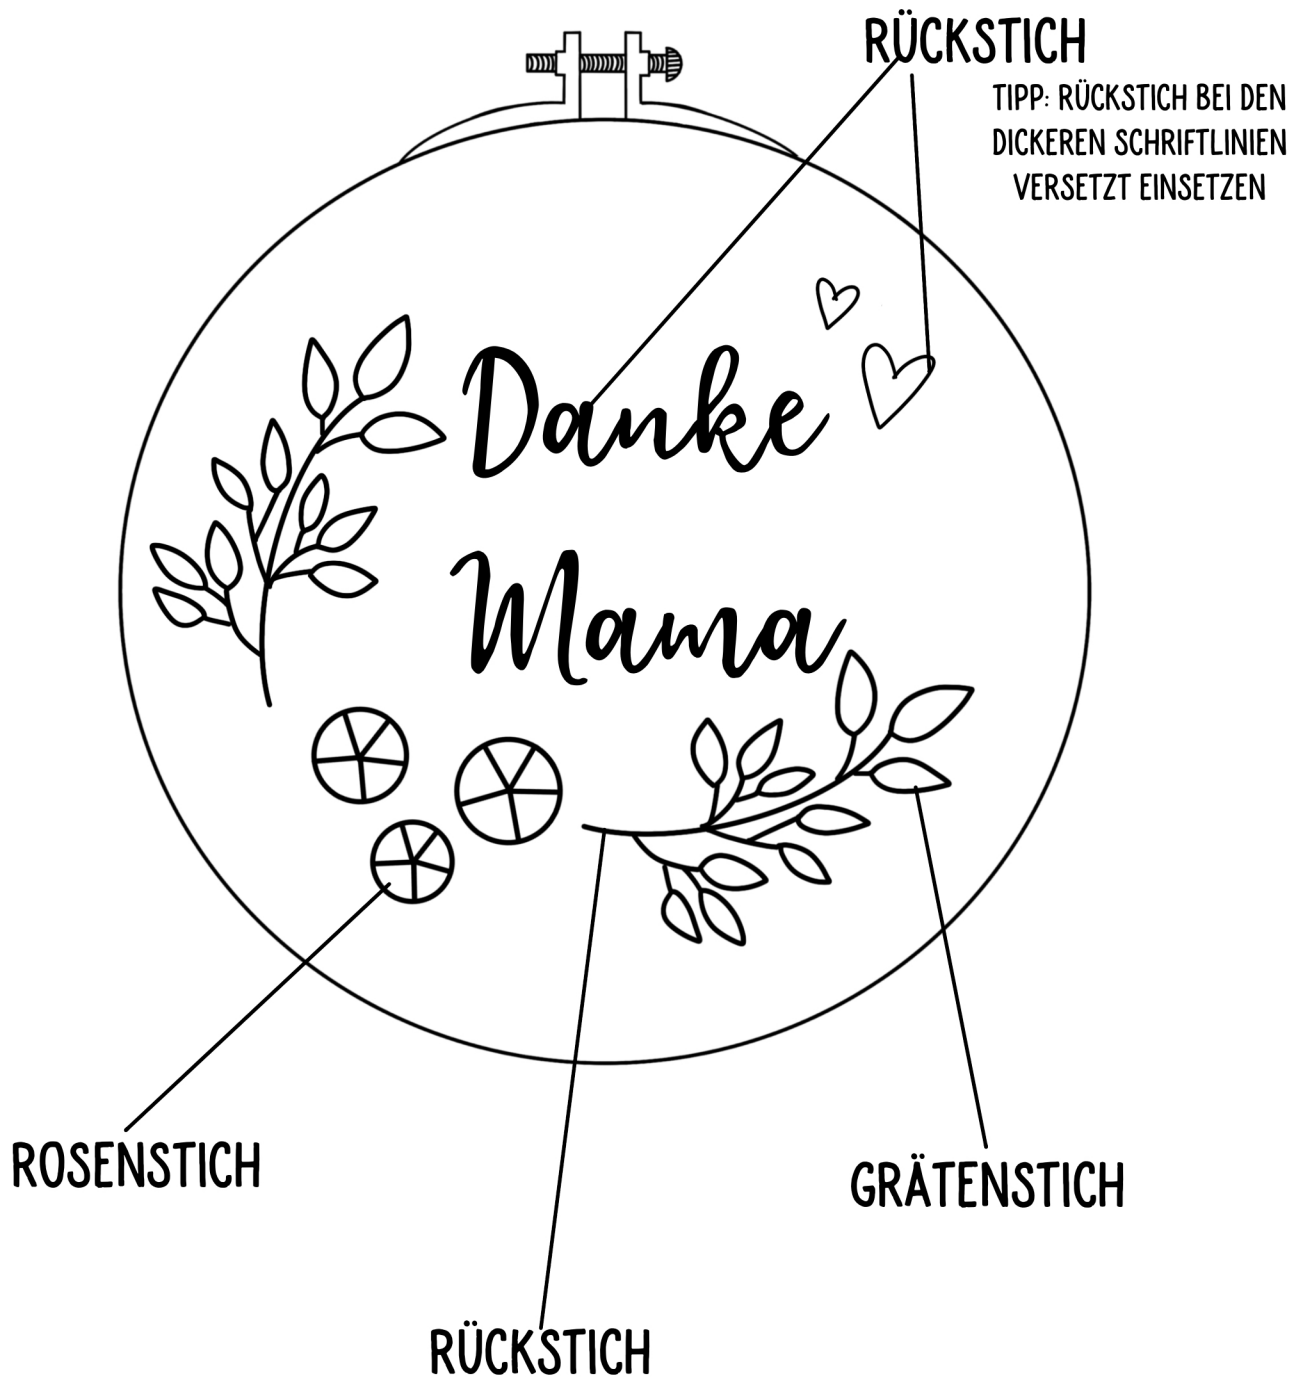 RÜCKSTICH
TIPP: RÜCKSTICH BEI DEN
DICKEREN SCHRIFTLINIEN
VERSETZT EINSETZEN
Danke
Mama
ROSENSTICH
GRÄTENSTICH
RÜCKSTICH